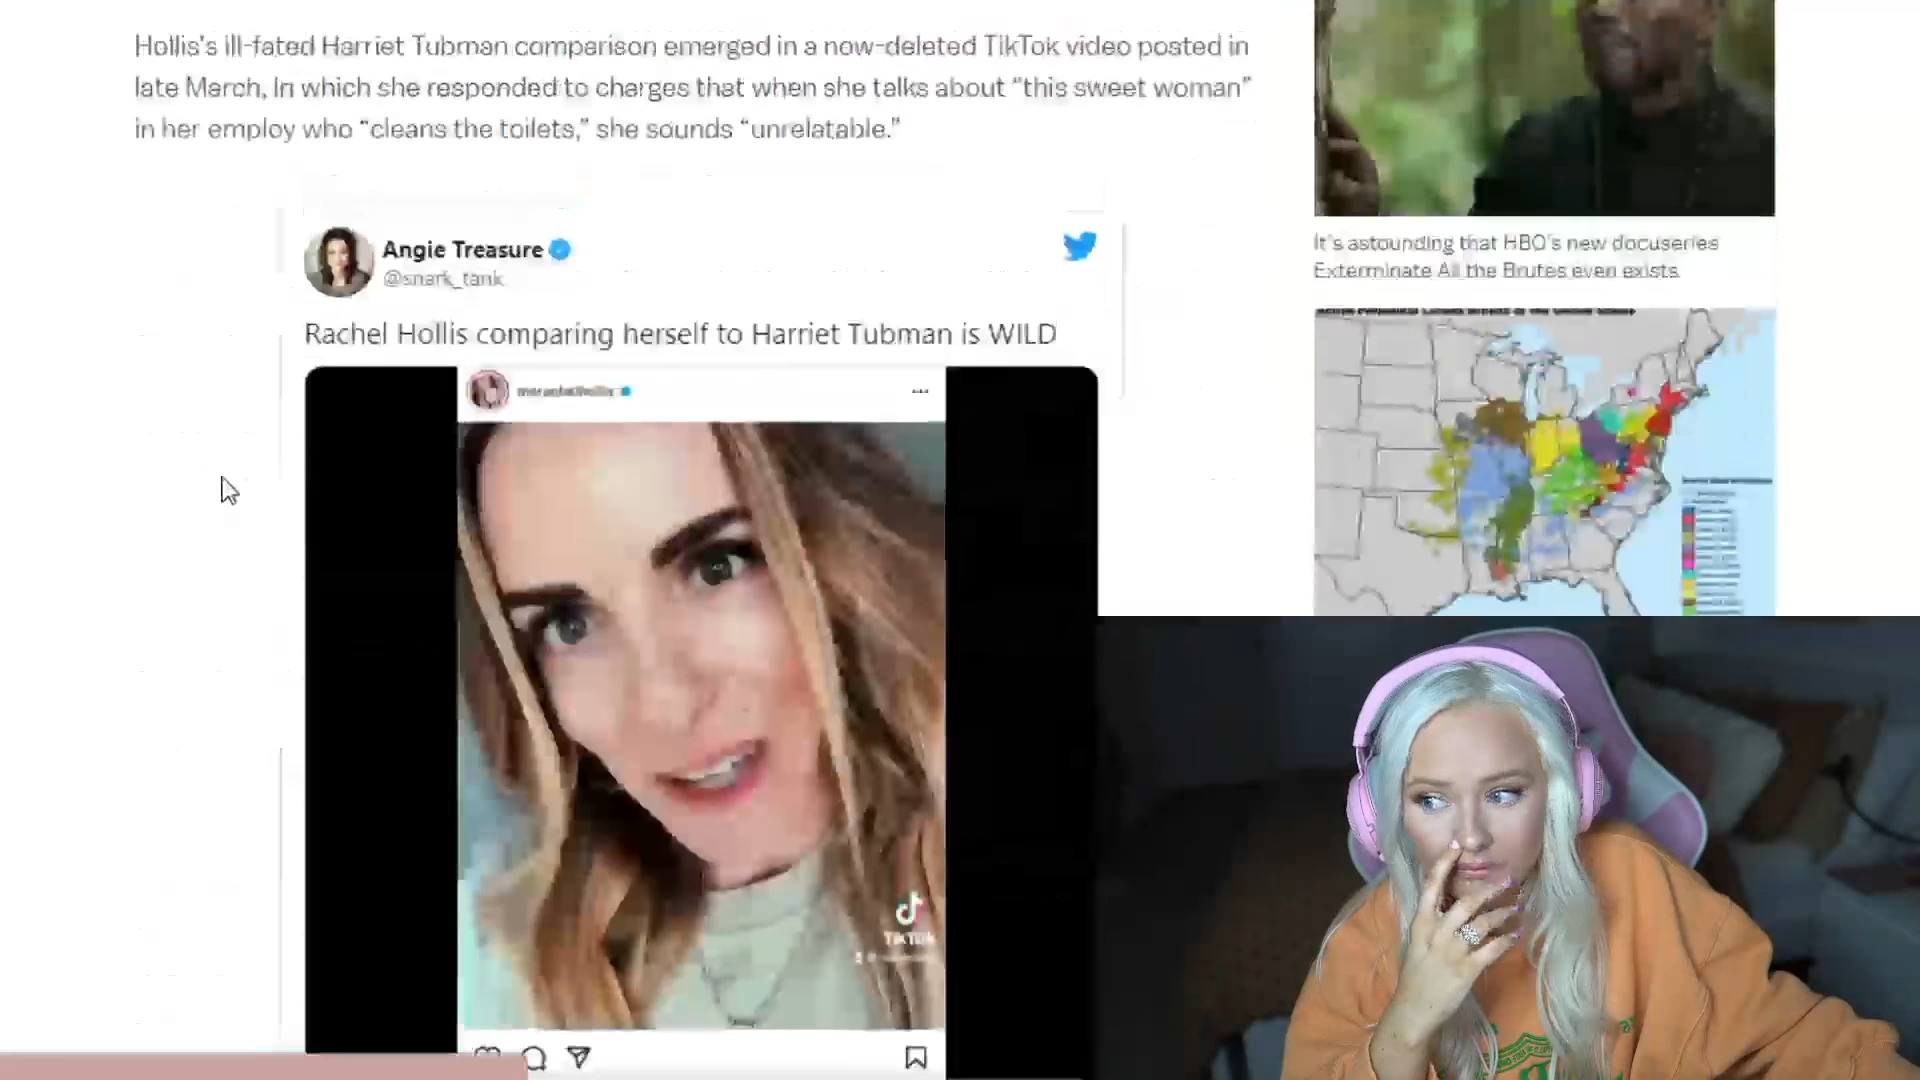 Hollis's ill-fated Harriet Tubman comparison emerged in a now-deleted TikTok video posted in
late March, in which she responded to charges that when she talks about “this sweet woman”
in her employ who “cleans the toilets,” she sounds “unrelatable.”
Angie Treasure
@snark_tank
Rachel Hollis comparing herself to Harriet Tubman is WILD
TikTok
It's astounding that HBO's new docuseries
Exterminate All the Brutes even exists.